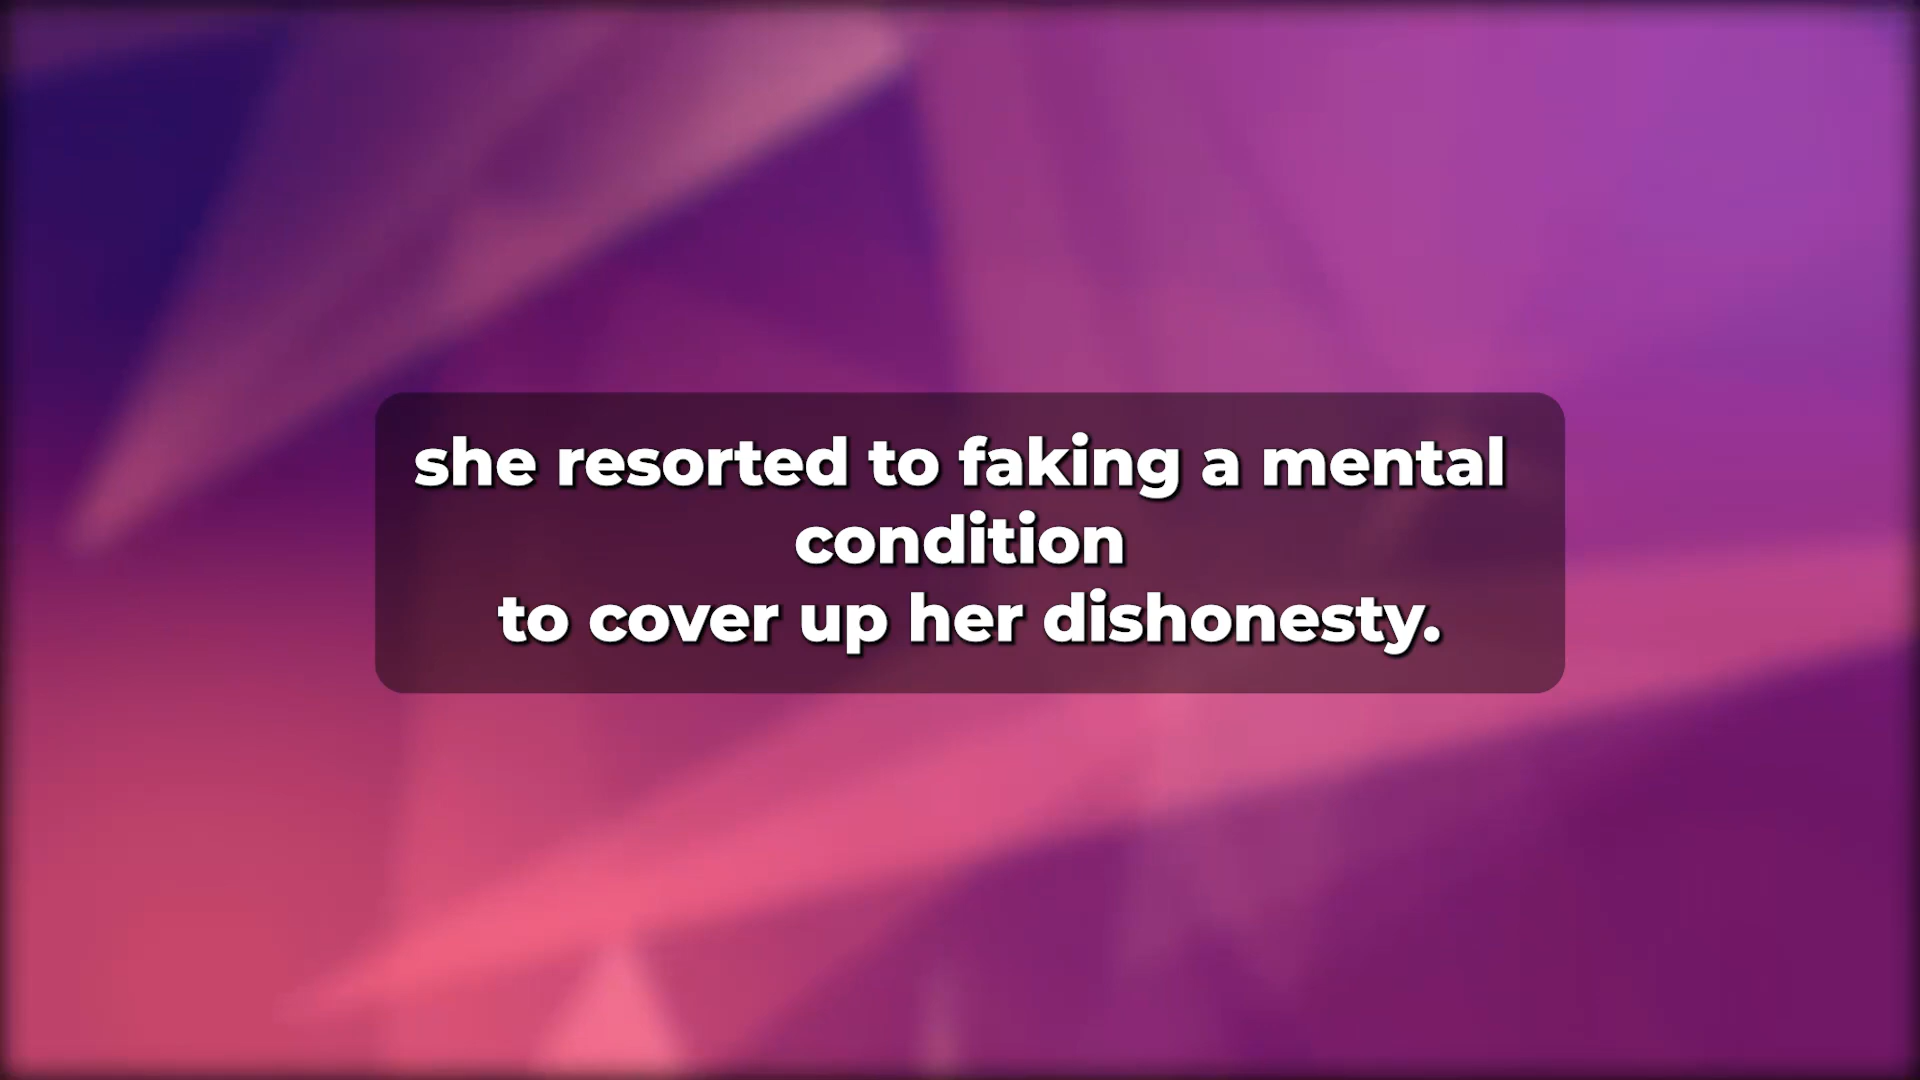 she resorted to faking a mental
condition
to cover up her dishonesty.